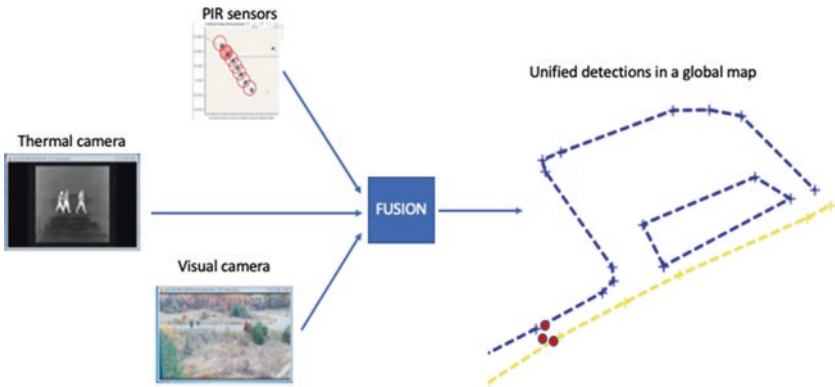 PIR sensors
Unified detections in a global map
Thermal camera
FUSION
Visual camera